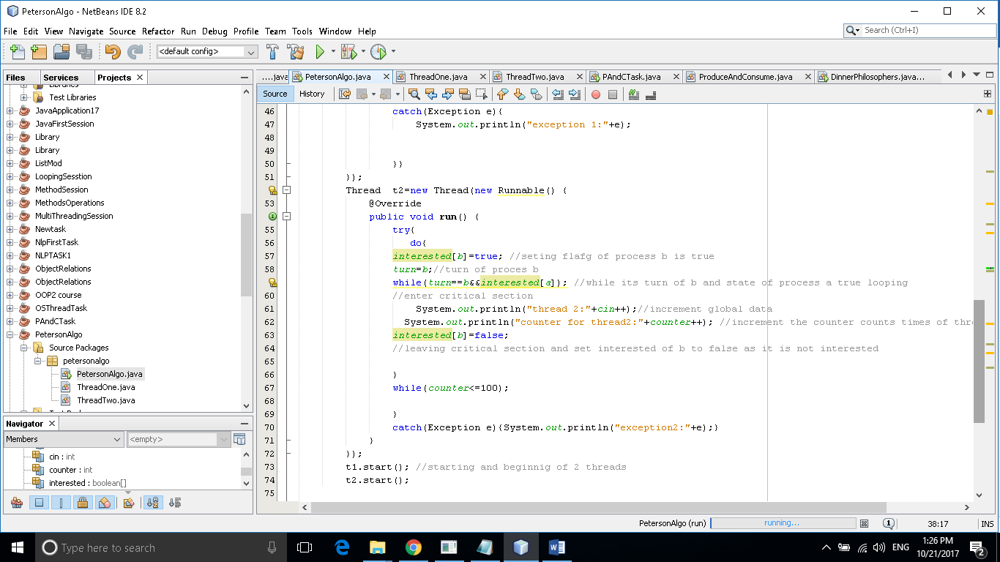 PetersonAlgo - NetBeans IDE 8.2
File Edit View Navigate Source Refactor Run Debug Profile Team Tools Window Help
Search (Ctrl+I)
<default config>
Files Services Projects
Libraries
Test Libraries
JavaApplication17
JavaFirstSession
Library
Library
ListMod
LoopingSesstion
MethodSession
MethodsOperations
MultiThreadingSession
Newtask
NlpFirstTask
NLPTASK1
ObjectRelations
ObjectRelations
OOP2 course
OSThreadTask
PAndCTask
PetersonAlgo
Source Packages
petersonalgo
PetersonAlgo.java
ThreadOne.java
ThreadTwo.java
Navigator
Members
<empty>
cin : int
counter : int
interested : boolean[]
....java PetersonAlgo.java ThreadOne.java ThreadTwo.java PAndCTask.java ProduceAndConsume.java DinnerPhilosophers.java...
Source History
46 catch(Exception e){
47 System.out.println("exception 1:"+e);
48
49
50 }}
51 });
Thread t2=new Thread(new Runnable() {
53 @Override
public void run() {
55 try{
56 do{
57 interested[b]=true; //seting flafg of process b is true
58 turn=b;//turn of proces b
while(turn==b&&interested[a]); //while its turn of b and state of process a true looping
60 //enter critical section
61 System.out.println("thread 2:"+cin++);//increment global data
62 System.out.println("counter for thread2:"+counter++); //increment the counter counts times of thr
63 interested[b]=false;
64 //leaving critical section and set interested of b to false as it is not interested
65
66 }
67 while(counter<=100);
68
69 }
70 catch(Exception e){System.out.println("exception2:"+e);}
71 }
72 });
73 t1.start(); //starting and beginnig of 2 threads
74 t2.start();
75
PetersonAlgo (run) running... 1 38:17 INS
Type here to search
ENG
1:26 PM
10/21/2017
2